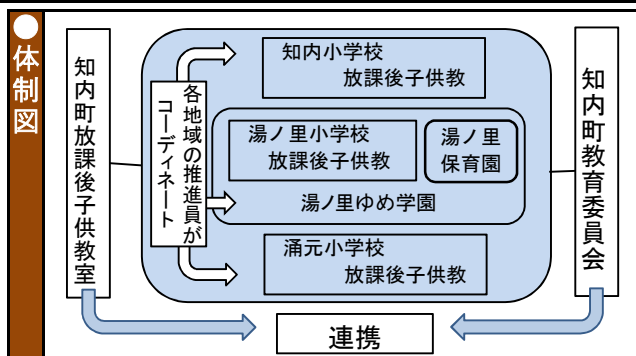 ●体制図
知内町放課後子供教室
各地域の推進員が
コーディネート
知内小学校
放課後子供教
湯ノ里小学校
放課後子供教
湯ノ里
保育園
湯ノ里ゆめ学園
涌元小学校
放課後子供教
知内町教育委員会
連携